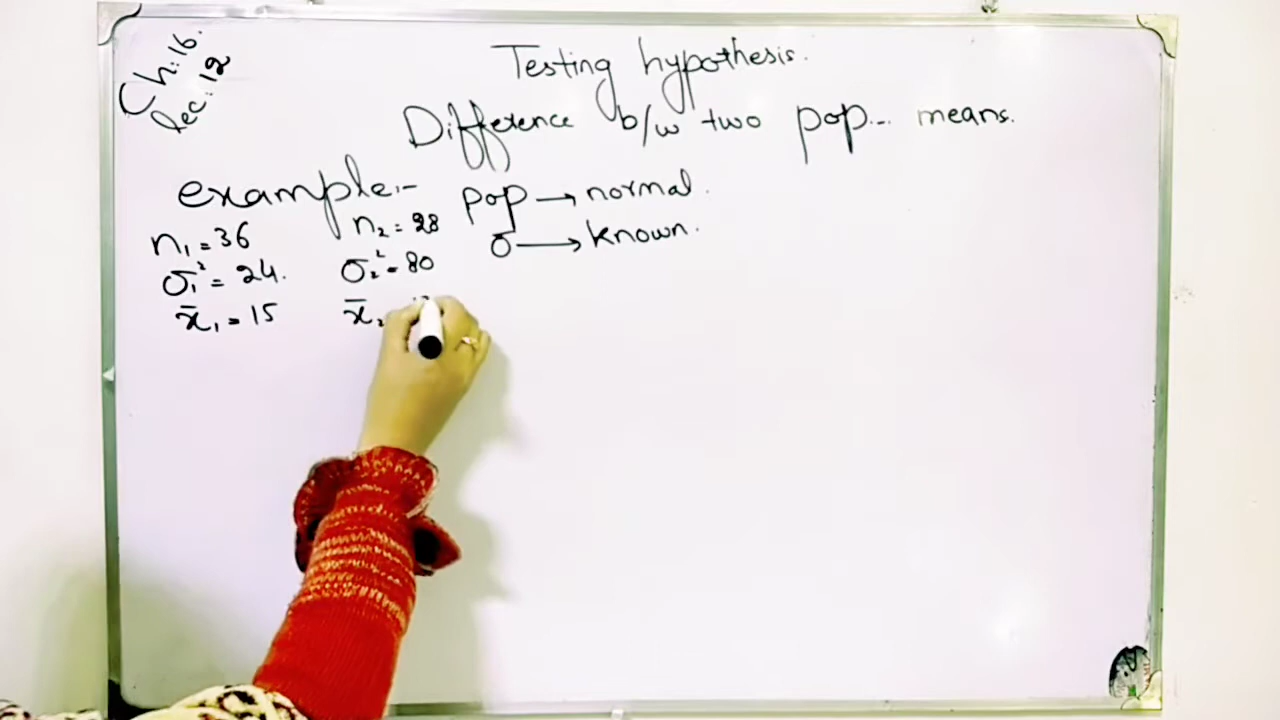 Ch:16.
lec:12
Testing hypothesis.
Difference b/w two pop... means.
example:- pop → normal.
n₁ = 36 n₂ = 28 σ → known.
σ₁² = 24. σ₂² = 80
x̄₁ = 15 x̄₂